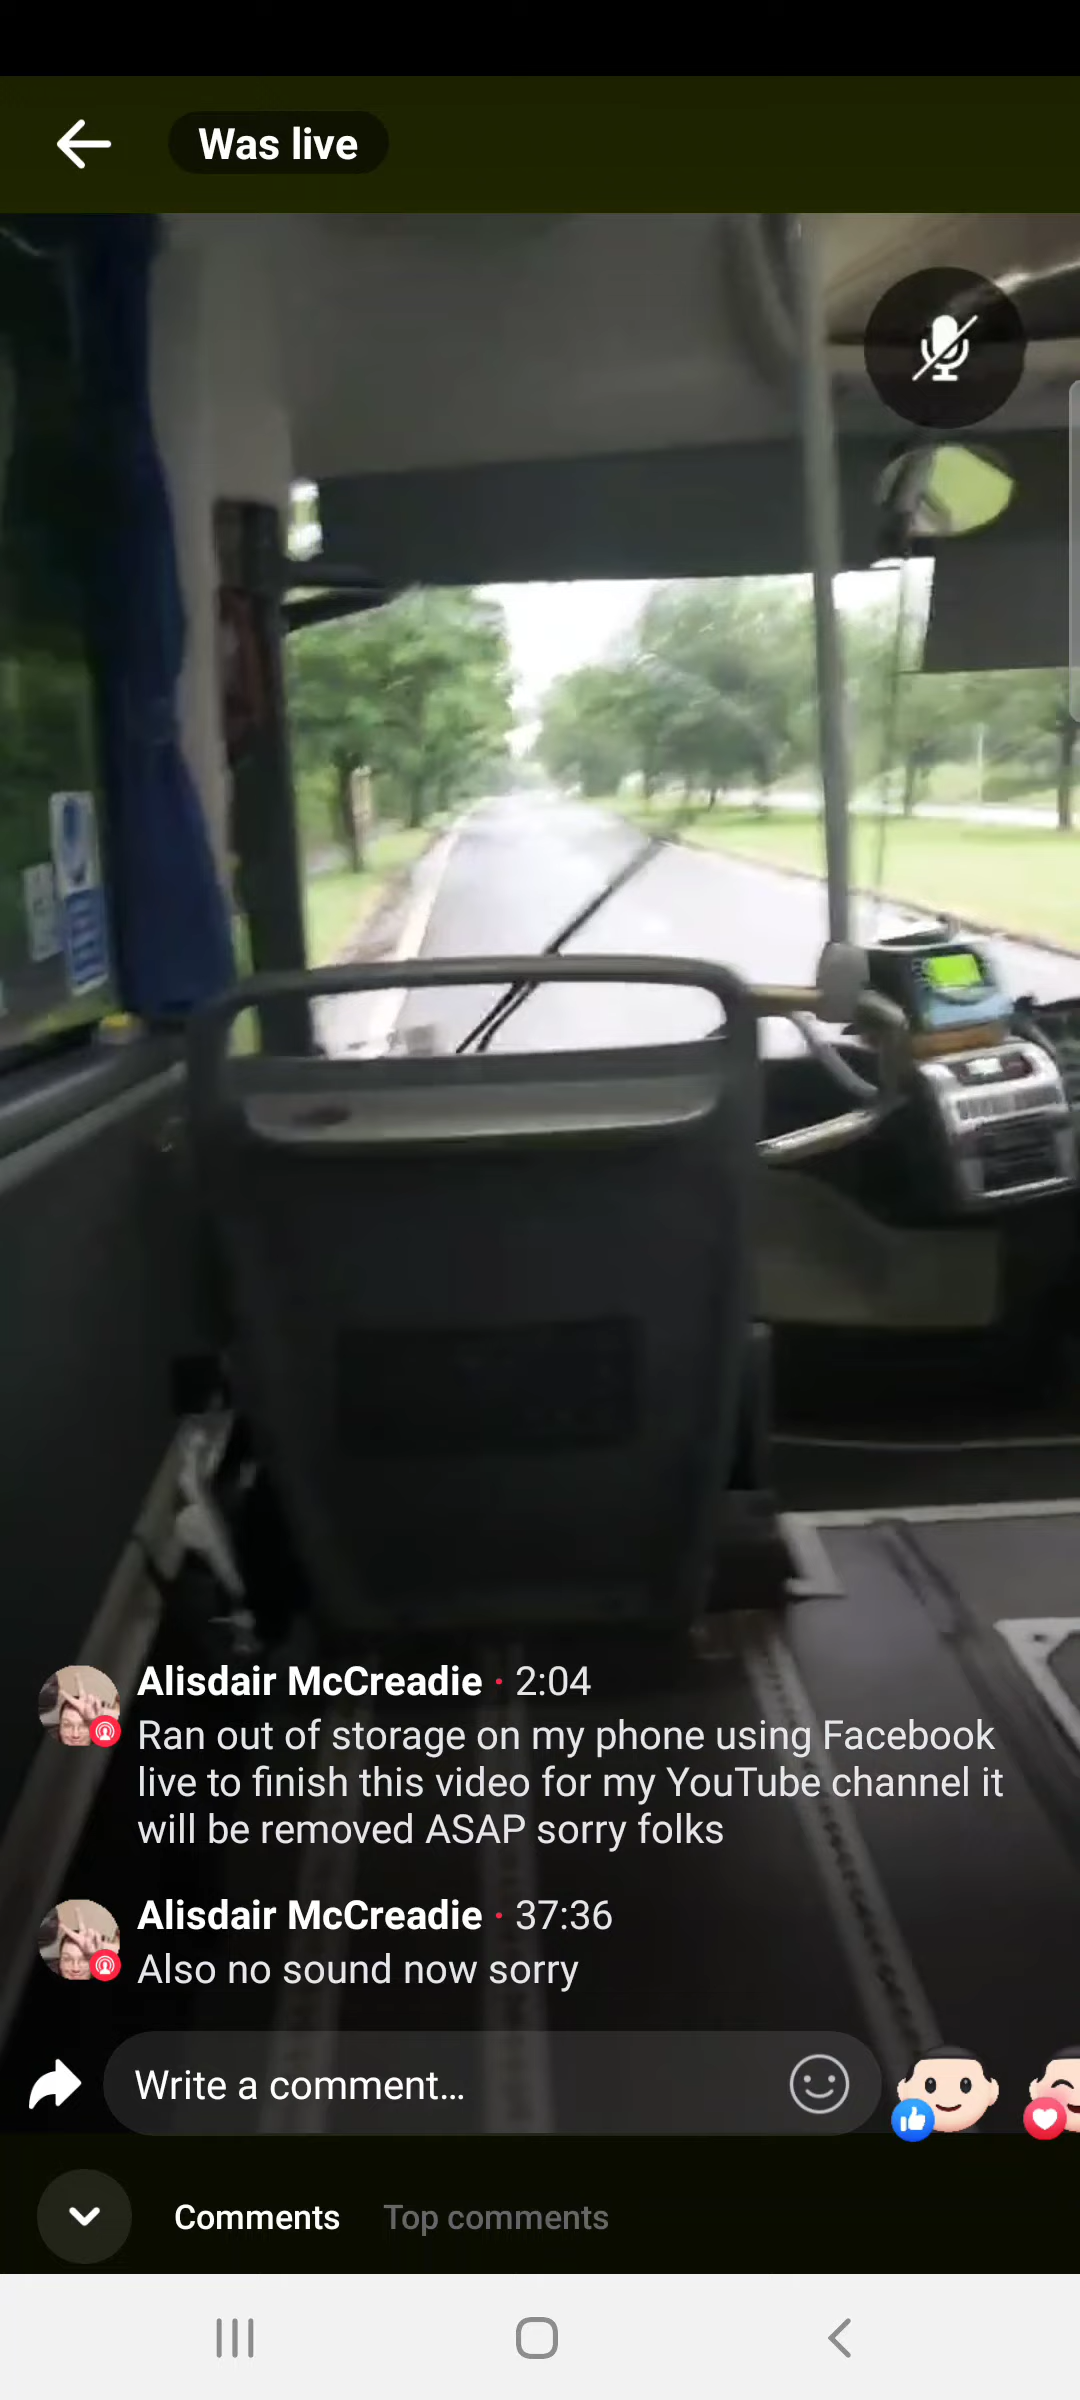 Was live
Alisdair McCreadie · 2:04
Ran out of storage on my phone using Facebook
live to finish this video for my YouTube channel it
will be removed ASAP sorry folks
Alisdair McCreadie · 37:36
Also no sound now sorry
Write a comment...
Comments Top comments